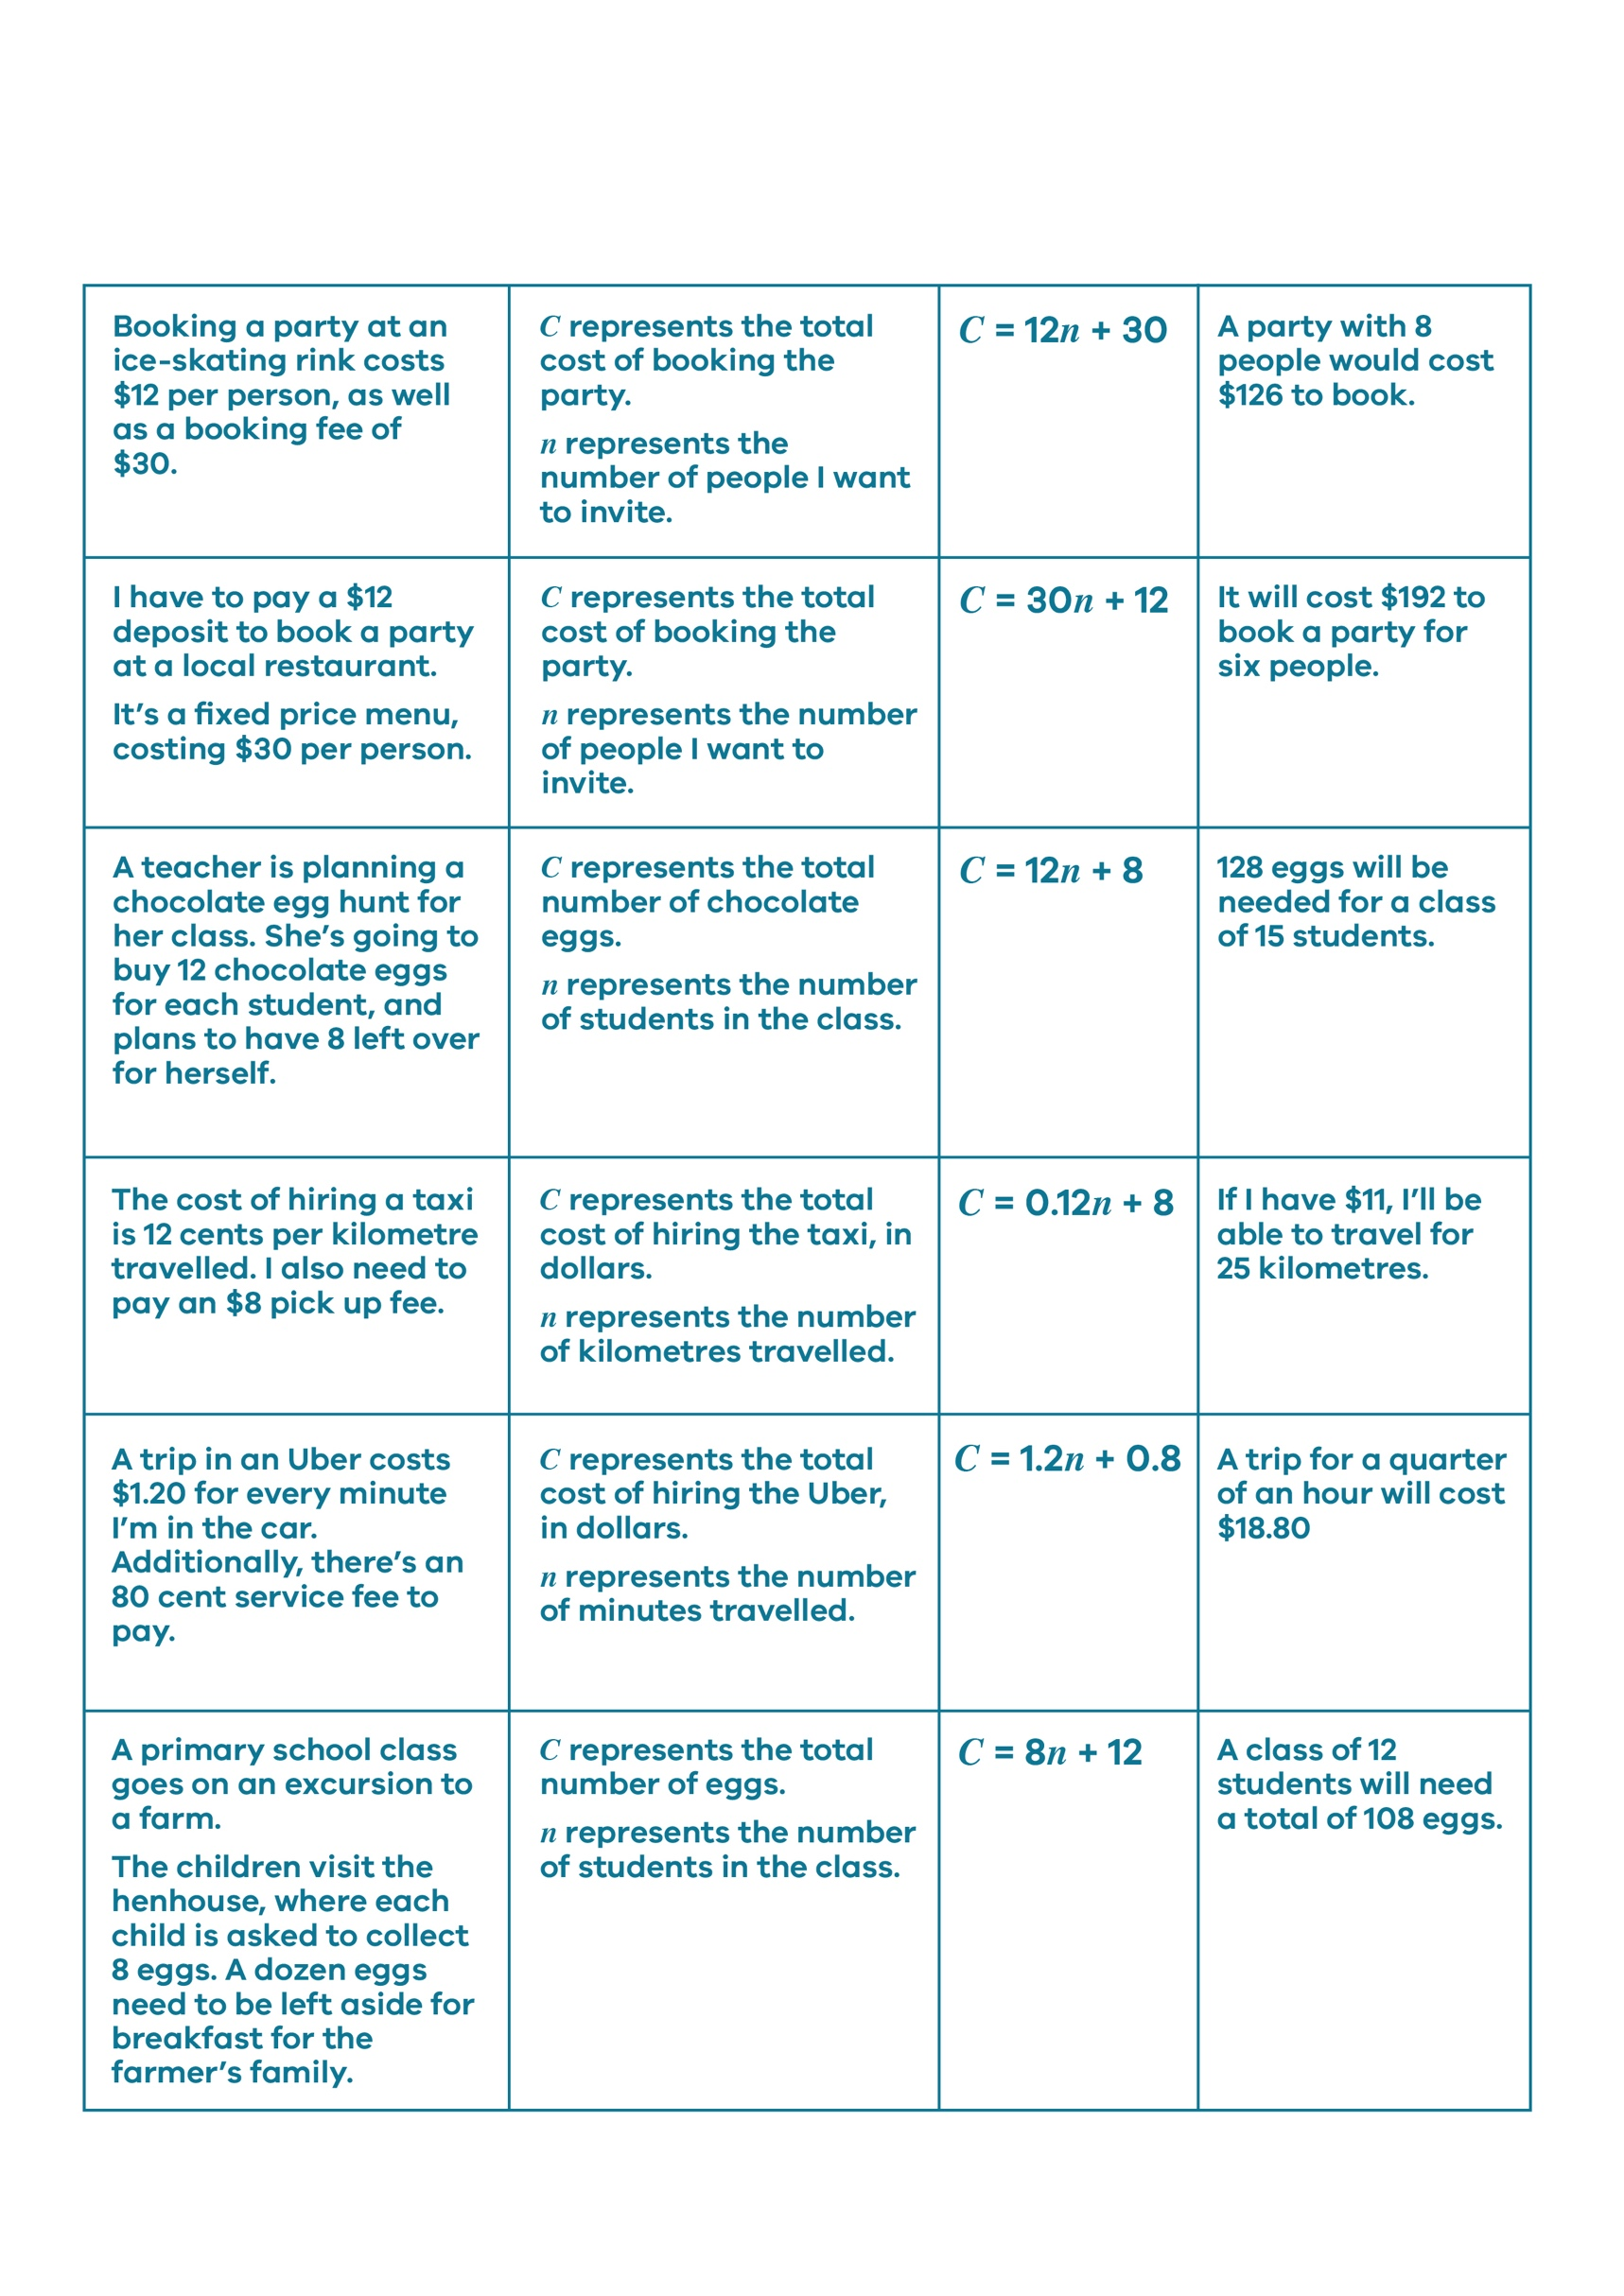 Booking a party at an
ice-skating rink costs
$12 per person, as well
as a booking fee of
$30.
C represents the total
cost of booking the
party.
n represents the
number of people I want
to invite.
C = 12n + 30
A party with 8
people would cost
$126 to book.
I have to pay a $12
deposit to book a party
at a local restaurant.
It’s a fixed price menu,
costing $30 per person.
C represents the total
cost of booking the
party.
n represents the number
of people I want to
invite.
C = 30n + 12
It will cost $192 to
book a party for
six people.
A teacher is planning a
chocolate egg hunt for
her class. She’s going to
buy 12 chocolate eggs
for each student, and
plans to have 8 left over
for herself.
C represents the total
number of chocolate
eggs.
n represents the number
of students in the class.
C = 12n + 8
128 eggs will be
needed for a class
of 15 students.
The cost of hiring a taxi
is 12 cents per kilometre
travelled. I also need to
pay an $8 pick up fee.
C represents the total
cost of hiring the taxi, in
dollars.
n represents the number
of kilometres travelled.
C = 0.12n + 8
If I have $11, I’ll be
able to travel for
25 kilometres.
A trip in an Uber costs
$1.20 for every minute
I’m in the car.
Additionally, there’s an
80 cent service fee to
pay.
C represents the total
cost of hiring the Uber,
in dollars.
n represents the number
of minutes travelled.
C = 1.2n + 0.8
A trip for a quarter
of an hour will cost
$18.80
A primary school class
goes on an excursion to
a farm.
The children visit the
henhouse, where each
child is asked to collect
8 eggs. A dozen eggs
need to be left aside for
breakfast for the
farmer’s family.
C represents the total
number of eggs.
n represents the number
of students in the class.
C = 8n + 12
A class of 12
students will need
a total of 108 eggs.